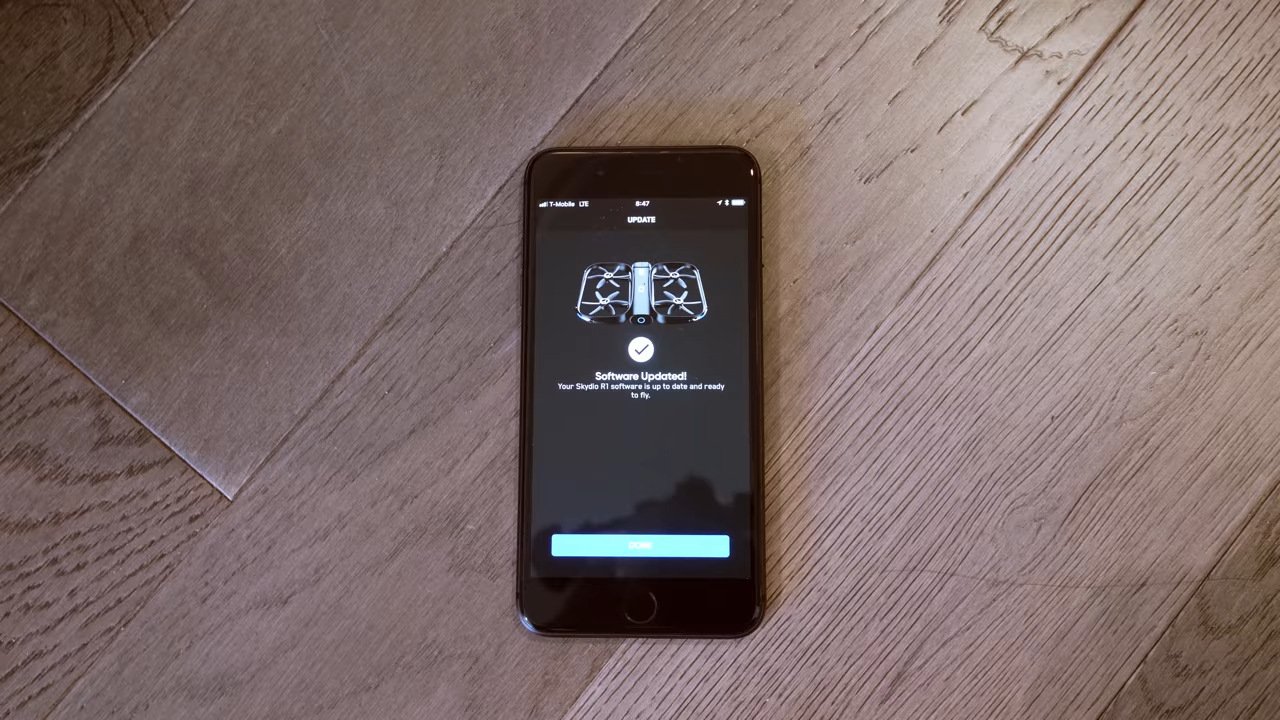 T-Mobile LTE 8:47
UPDATE
Software Updated!
Your Skydio R1 software is up to date and ready
to fly.
DONE